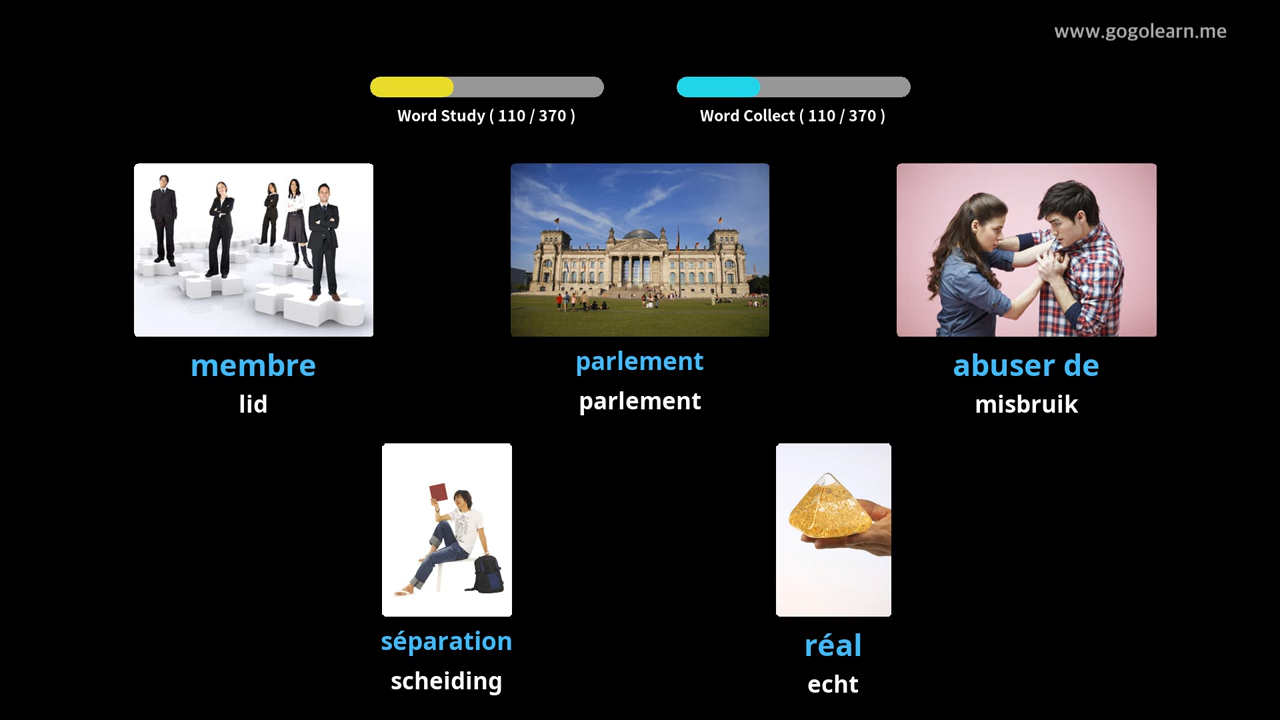 www.gogolearn.me
Word Study ( 110 / 370 )
Word Collect ( 110 / 370 )
membre
lid
parlement
parlement
abuser de
misbruik
séparation
scheiding
réal
echt